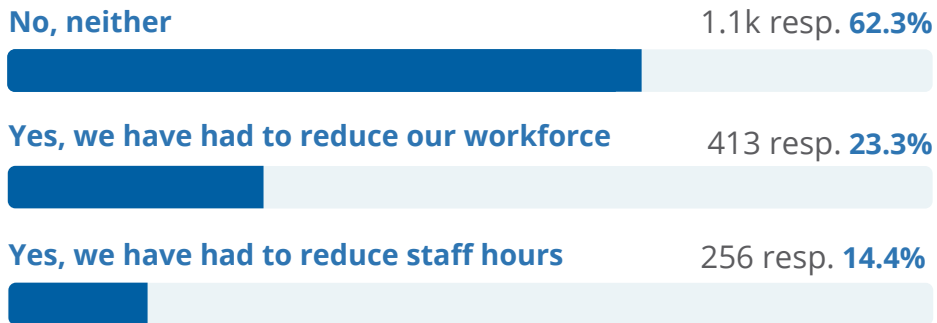 No, neither 1.1k resp. 62.3%
Yes, we have had to reduce our workforce 413 resp. 23.3%
Yes, we have had to reduce staff hours 256 resp. 14.4%